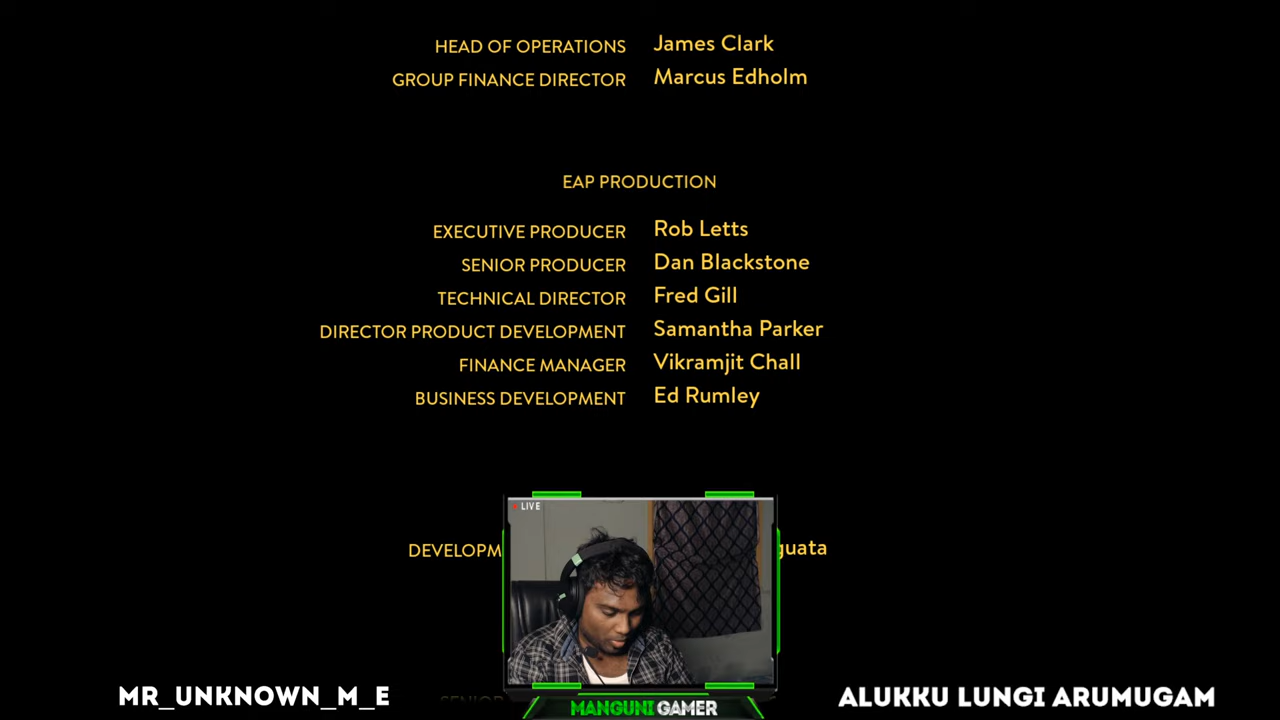 HEAD OF OPERATIONS James Clark
GROUP FINANCE DIRECTOR Marcus Edholm
EAP PRODUCTION
EXECUTIVE PRODUCER Rob Letts
SENIOR PRODUCER Dan Blackstone
TECHNICAL DIRECTOR Fred Gill
DIRECTOR PRODUCT DEVELOPMENT Samantha Parker
FINANCE MANAGER Vikramjit Chall
BUSINESS DEVELOPMENT Ed Rumley
LIVE
SENIOR
MR_UNKNOWN_M_E
MANGUNI GAMER
ALUKKU LUNGI ARUMUGAM